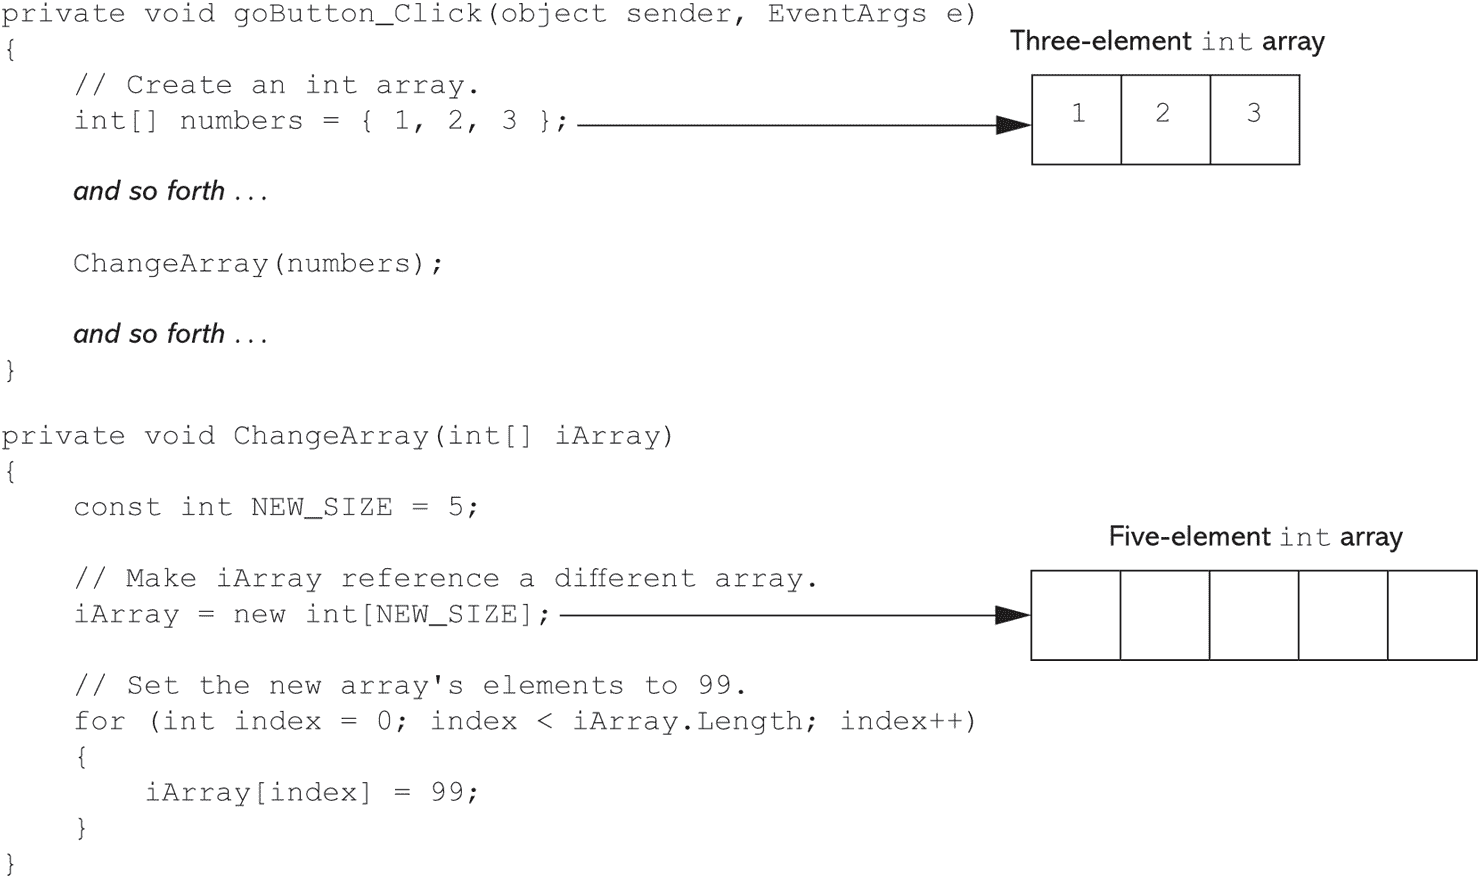 private void goButton_Click(object sender, EventArgs e)
{
    // Create an int array.
    int[] numbers = { 1, 2, 3 };
    and so forth . . .
    ChangeArray(numbers);
    and so forth . . .
}
Three-element int array
1 2 3
private void ChangeArray(int[] iArray)
{
    const int NEW_SIZE = 5;
    // Make iArray reference a different array.
    iArray = new int[NEW_SIZE];
    // Set the new array's elements to 99.
    for (int index = 0; index < iArray.Length; index++)
    {
        iArray[index] = 99;
    }
}
Five-element int array